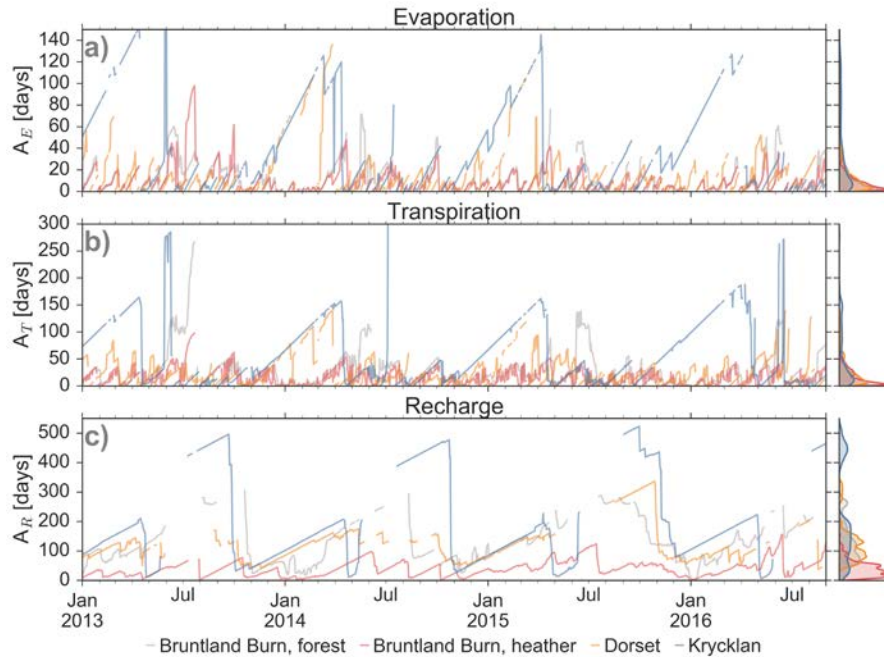 Evaporation
a)
A_E [days]
140
120
100
80
60
40
20
0
Transpiration
b)
A_T [days]
300
250
200
150
100
50
0
Recharge
c)
A_R [days]
500
400
300
200
100
0
Jan Jul Jan Jul Jan Jul Jan Jul
2013 2014 2015 2016
Bruntland Burn, forest Bruntland Burn, heather Dorset Krycklan